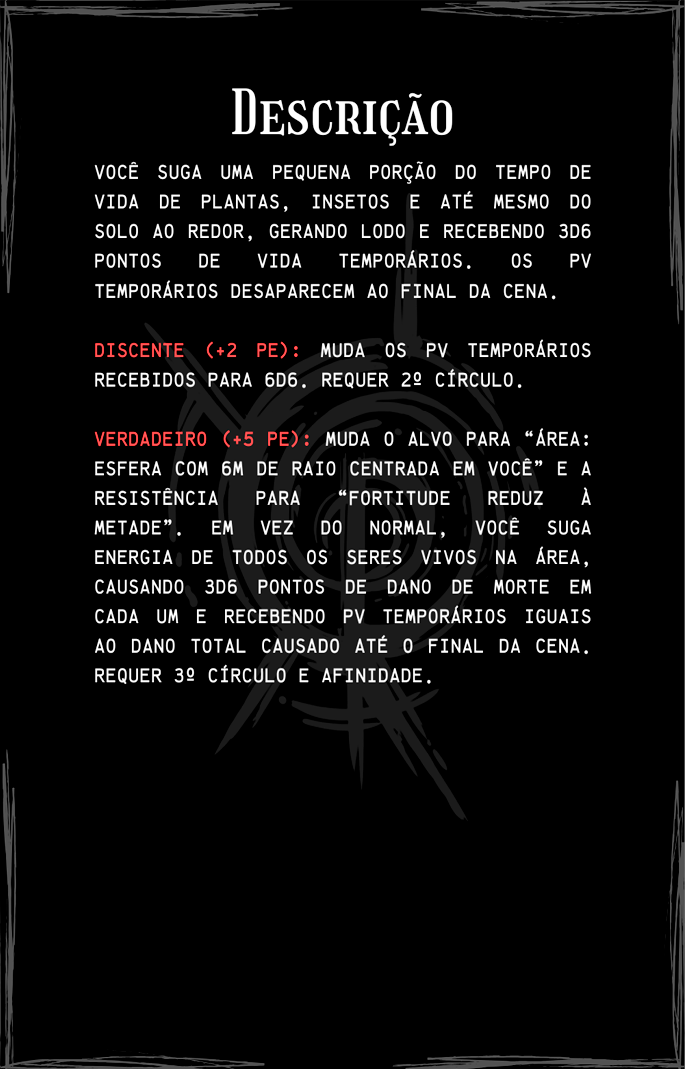 Descrição
VOCÊ SUGA UMA PEQUENA PORÇÃO DO TEMPO DE
VIDA DE PLANTAS, INSETOS E ATÉ MESMO DO
SOLO AO REDOR, GERANDO LODO E RECEBENDO 3D6
PONTOS DE VIDA TEMPORÁRIOS. OS PV
TEMPORÁRIOS DESAPARECEM AO FINAL DA CENA.
DISCENTE (+2 PE): MUDA OS PV TEMPORÁRIOS
RECEBIDOS PARA 6D6. REQUER 2º CÍRCULO.
VERDADEIRO (+5 PE): MUDA O ALVO PARA “ÁREA:
ESFERA COM 6M DE RAIO CENTRADA EM VOCÊ” E A
RESISTÊNCIA PARA “FORTITUDE REDUZ À
METADE”. EM VEZ DO NORMAL, VOCÊ SUGA
ENERGIA DE TODOS OS SERES VIVOS NA ÁREA,
CAUSANDO 3D6 PONTOS DE DANO DE MORTE EM
CADA UM E RECEBENDO PV TEMPORÁRIOS IGUAIS
AO DANO TOTAL CAUSADO ATÉ O FINAL DA CENA.
REQUER 3º CÍRCULO E AFINIDADE.